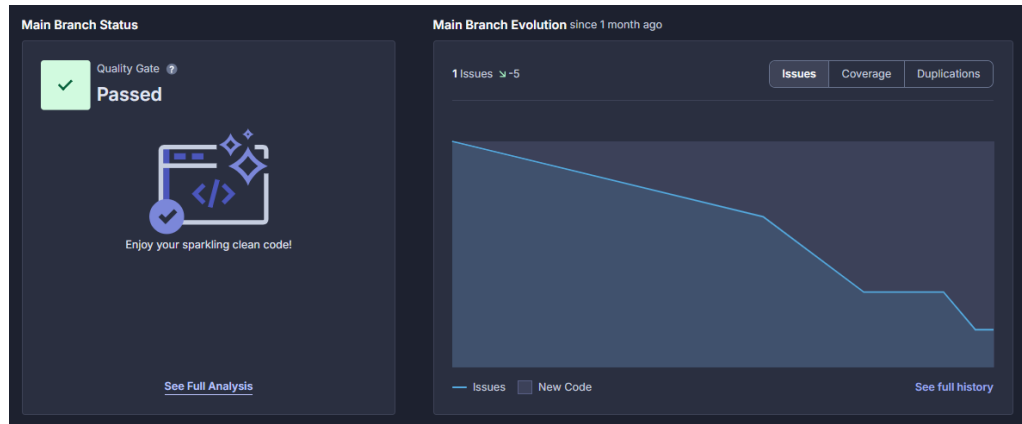 Main Branch Status
Quality Gate ?
Passed
</>
Enjoy your sparkling clean code!
See Full Analysis
Main Branch Evolution since 1 month ago
1 Issues ↘ -5
Issues Coverage Duplications
Issues New Code
See full history